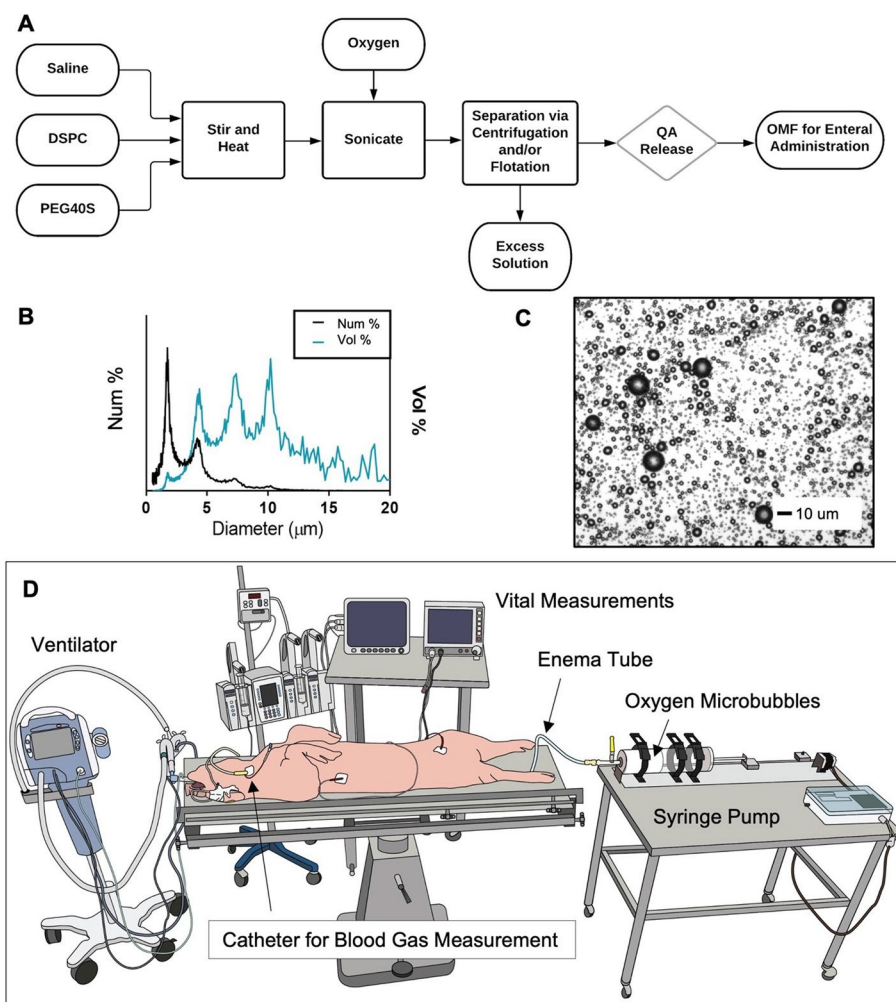 A
Saline
DSPC
PEG40S
Stir and
Heat
Oxygen
Sonicate
Separation via
Centrifugation
and/or
Flotation
Excess
Solution
QA
Release
OMF for Enteral
Administration
B
Num %
Vol %
Num %
Vol %
0 5 10 15 20
Diameter (μm)
C
10 um
D
Ventilator
Vital Measurements
Enema Tube
Oxygen Microbubbles
Syringe Pump
Catheter for Blood Gas Measurement